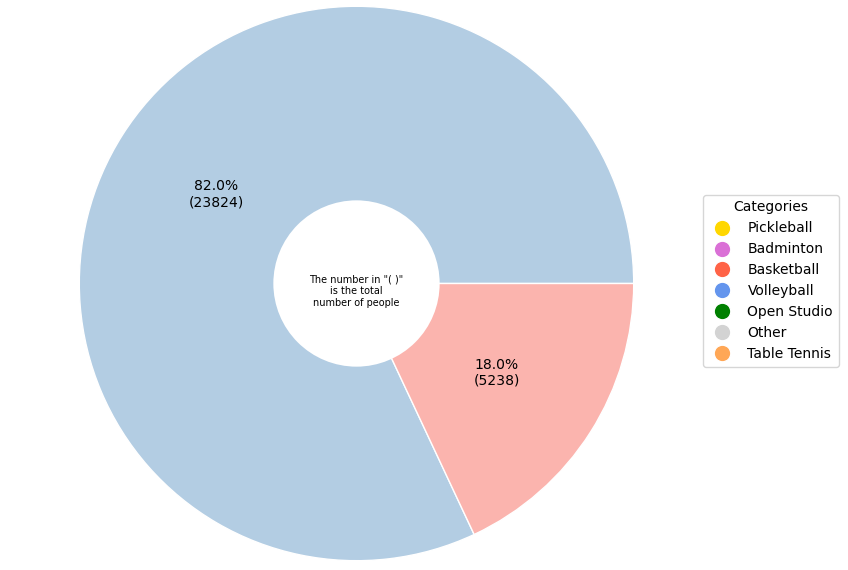 82.0%
(23824)
The number in "( )"
is the total
number of people
18.0%
(5238)
Categories
Pickleball
Badminton
Basketball
Volleyball
Open Studio
Other
Table Tennis